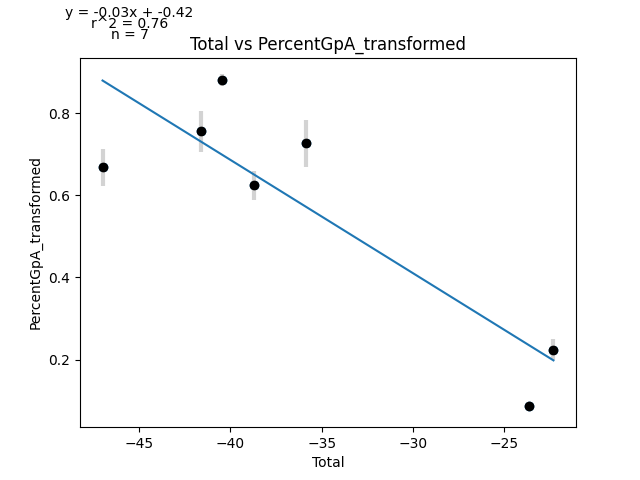 y = -0.03x + -0.42
r^2 = 0.76
n = 7
Total vs PercentGpA_transformed
PercentGpA_transformed
0.8
0.6
0.4
0.2
−45 −40 −35 −30 −25
Total